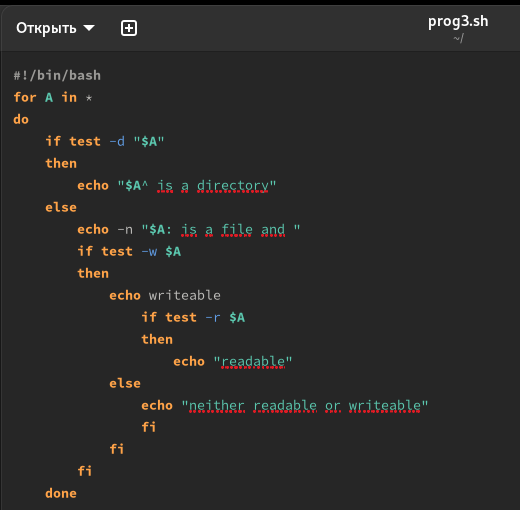 Открыть
prog3.sh
~/
#!/bin/bash
for A in *
do
    if test -d "$A"
    then
        echo "$A^ is a directory"
    else
        echo -n "$A: is a file and "
        if test -w $A
        then
            echo writeable
                if test -r $A
                then
                    echo "readable"
            else
                echo "neither readable or writeable"
                fi
            fi
        fi
    done